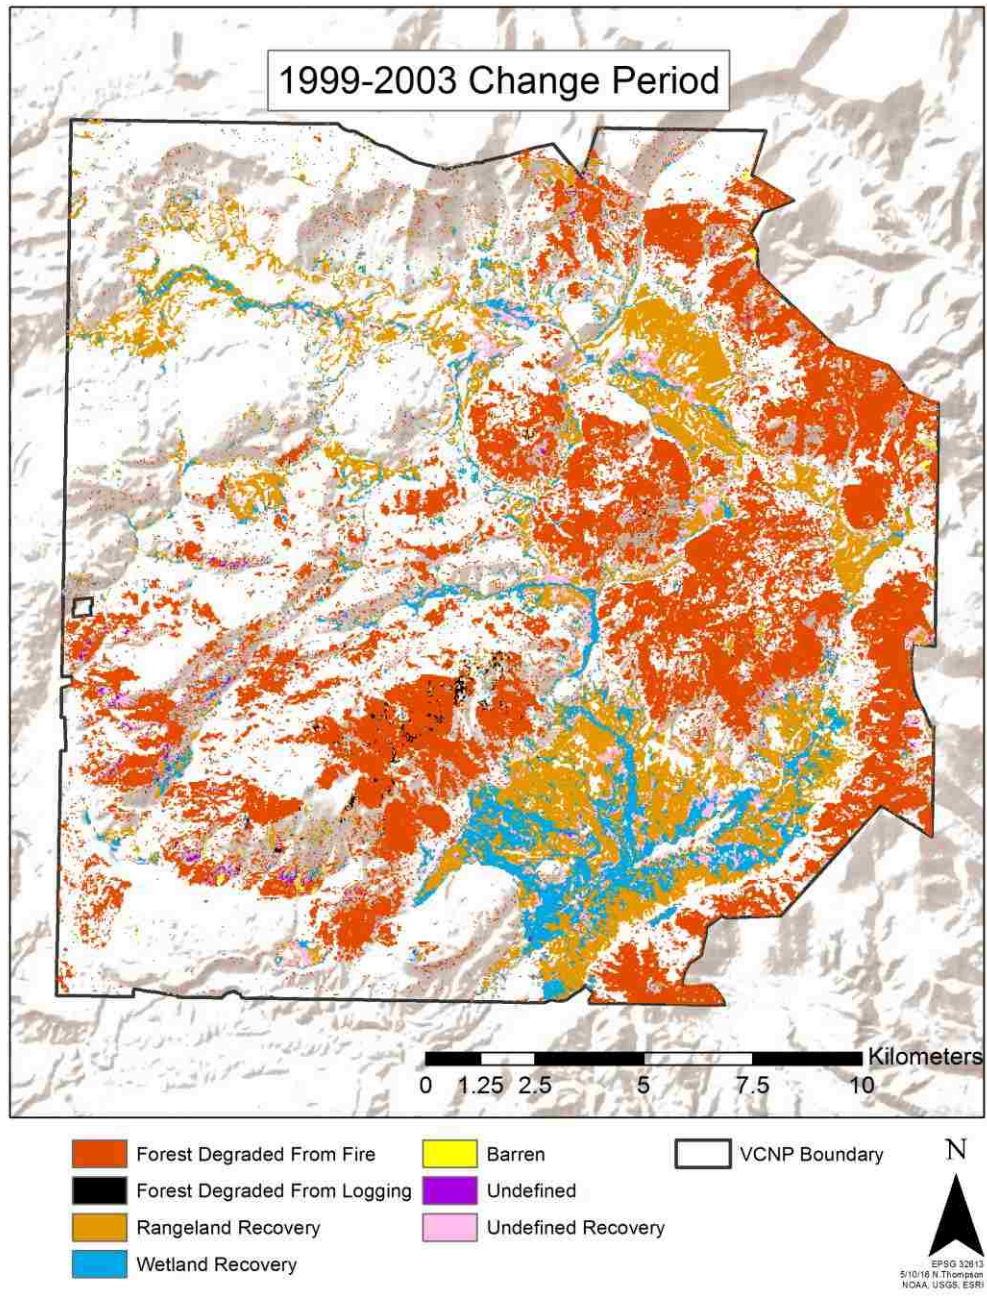 1999-2003 Change Period
Kilometers
0 1.25 2.5 5 7.5 10
Forest Degraded From Fire
Forest Degraded From Logging
Rangeland Recovery
Wetland Recovery
Barren
Undefined
Undefined Recovery
VCNP Boundary
N
EPSG 32613
5/10/16 N.Thompson
NOAA, USGS, ESRI